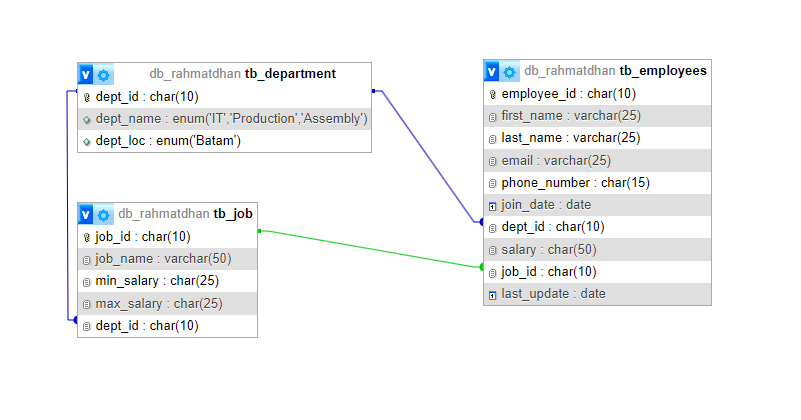 db_rahmatdhan tb_department
dept_id : char(10)
dept_name : enum('IT','Production','Assembly')
dept_loc : enum('Batam')
db_rahmatdhan tb_job
job_id : char(10)
job_name : varchar(50)
min_salary : char(25)
max_salary : char(25)
dept_id : char(10)
db_rahmatdhan tb_employees
employee_id : char(10)
first_name : varchar(25)
last_name : varchar(25)
email : varchar(25)
phone_number : char(15)
join_date : date
dept_id : char(10)
salary : char(50)
job_id : char(10)
last_update : date